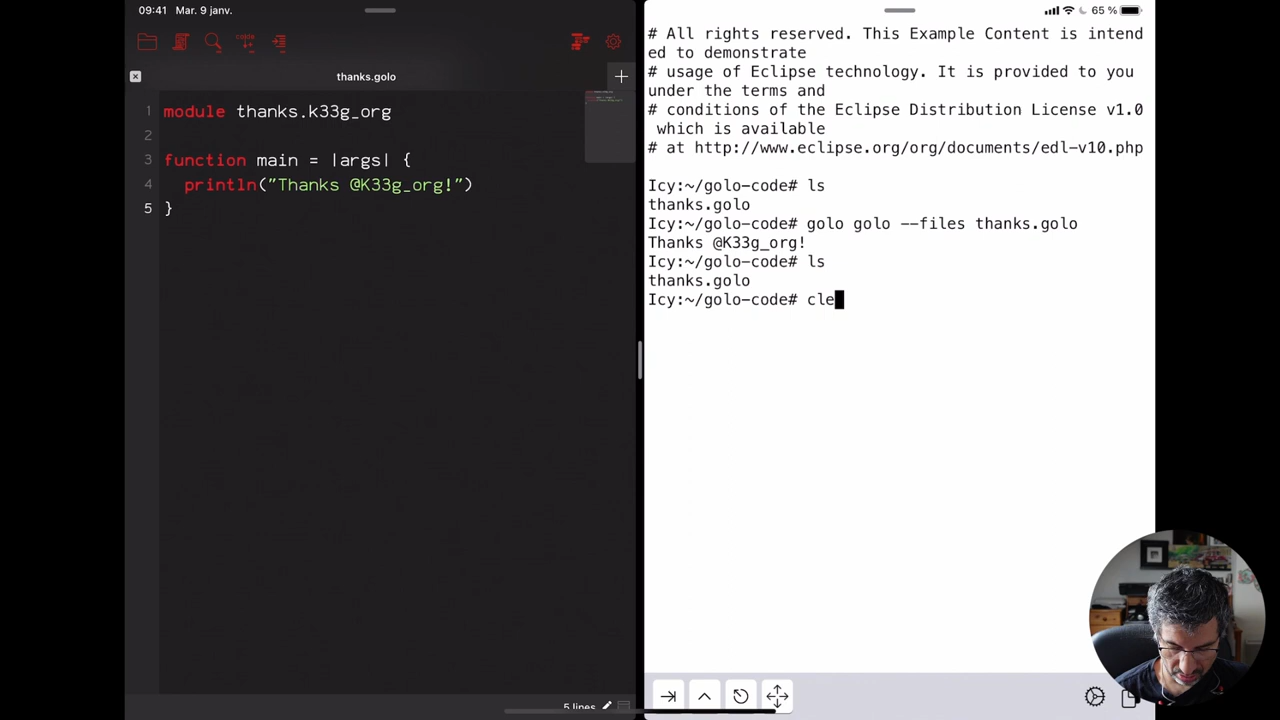 09:41 Mar. 9 janv.
thanks.golo
1 module thanks.k33g_org
2
3 function main = |args| {
4   println("Thanks @K33g_org!")
5 }
5 lines
65 %
# All rights reserved. This Example Content is intend
ed to demonstrate
# usage of Eclipse technology. It is provided to you
under the terms and
# conditions of the Eclipse Distribution License v1.0
 which is available
# at http://www.eclipse.org/org/documents/edl-v10.php
Icy:~/golo-code# ls
thanks.golo
Icy:~/golo-code# golo golo --files thanks.golo
Thanks @K33g_org!
Icy:~/golo-code# ls
thanks.golo
Icy:~/golo-code# cle